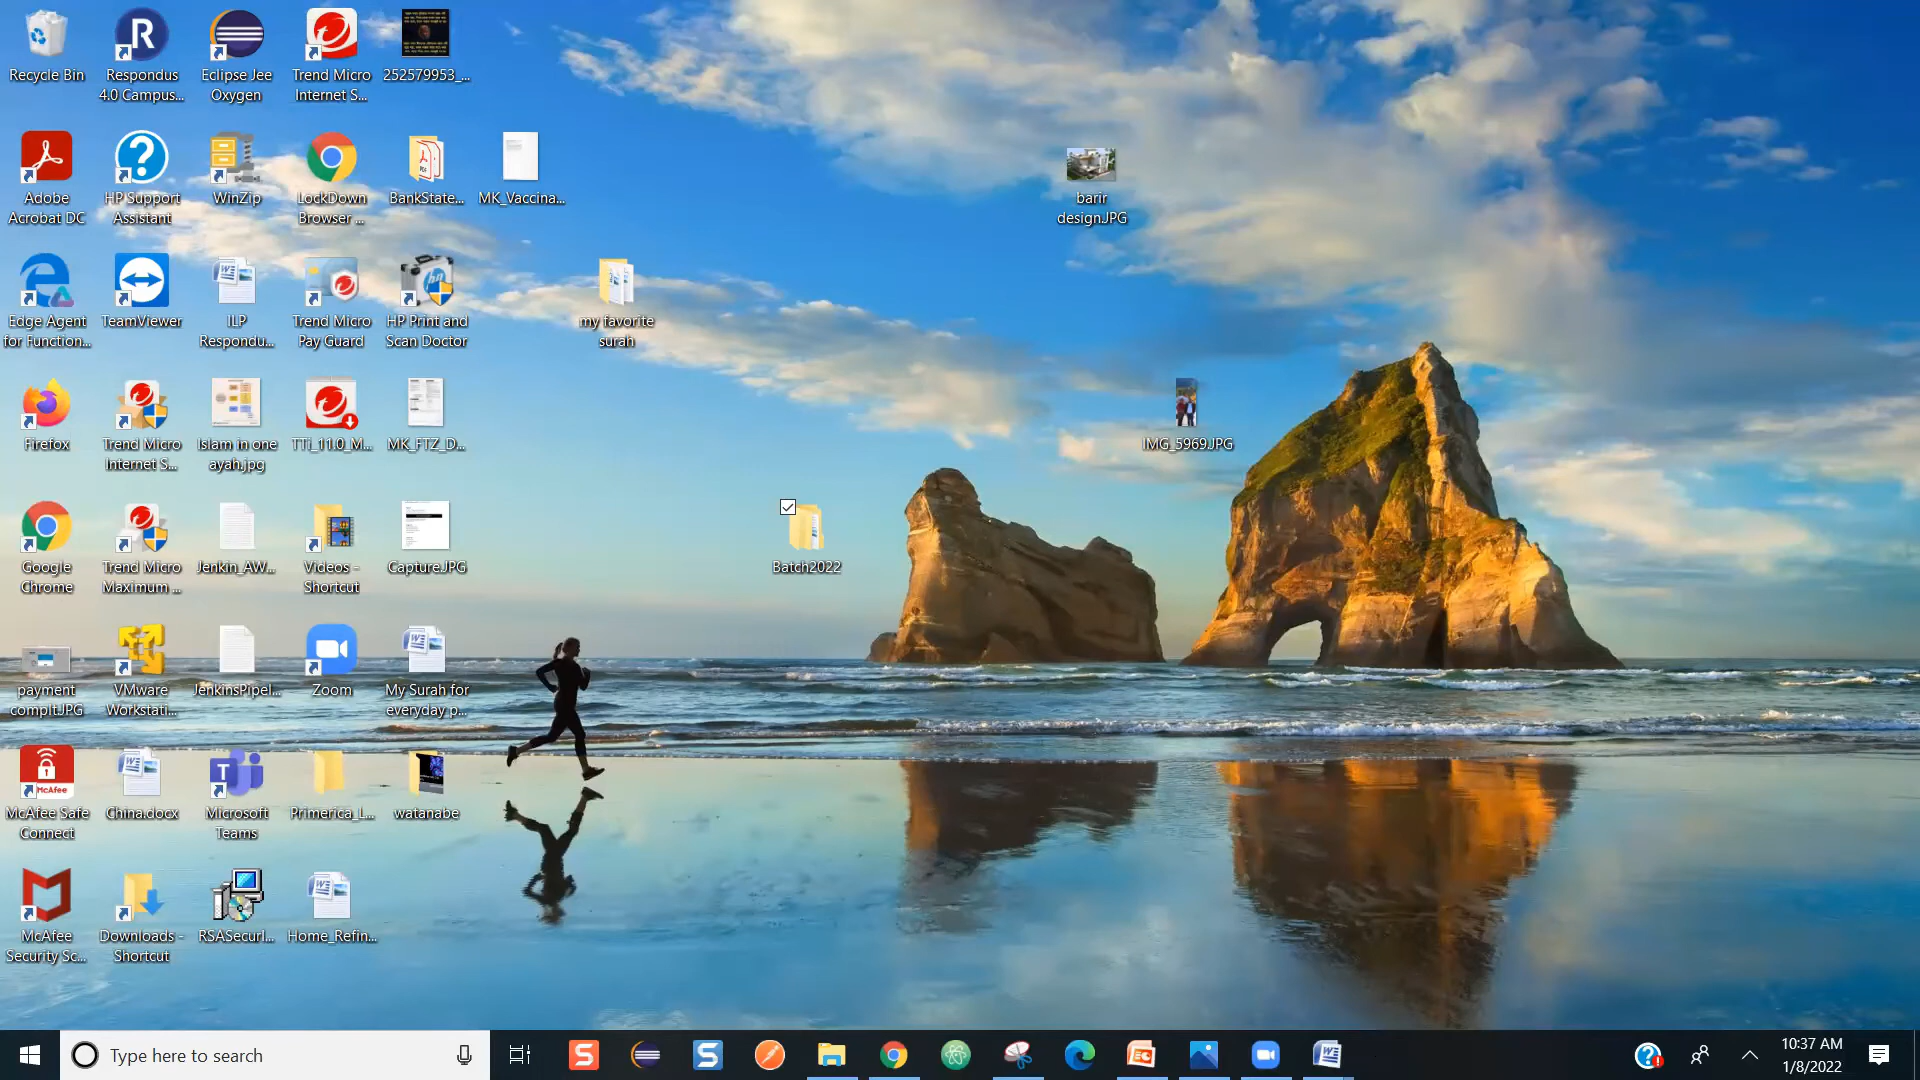 Recycle Bin
Respondus
4.0 Campus...
Eclipse Jee
Oxygen
Trend Micro
Internet S...
252579953_...
Adobe
Acrobat DC
HP Support
Assistant
WinZip
LockDown
Browser ...
BankState...
MK_Vaccina...
barir
design.JPG
Edge Agent
for Function...
TeamViewer
ILP
Respondu...
Trend Micro
Pay Guard
HP Print and
Scan Doctor
my favorite
surah
Firefox
Trend Micro
Internet S...
Islam in one
ayah.jpg
TTi_11.0_M...
MK_FTZ_D...
IMG_5969.JPG
Google
Chrome
Trend Micro
Maximum ...
Jenkin_AW...
Videos -
Shortcut
Capture.JPG
Batch2022
payment
complt.JPG
VMware
Workstati...
JenkinsPipel...
Zoom
My Surah for
everyday p...
McAfee Safe
Connect
China.docx
Microsoft
Teams
Primerica_L...
watanabe
McAfee
Security Sc...
Downloads -
Shortcut
RSASecurI...
Home_Refin...
Type here to search
10:37 AM
1/8/2022